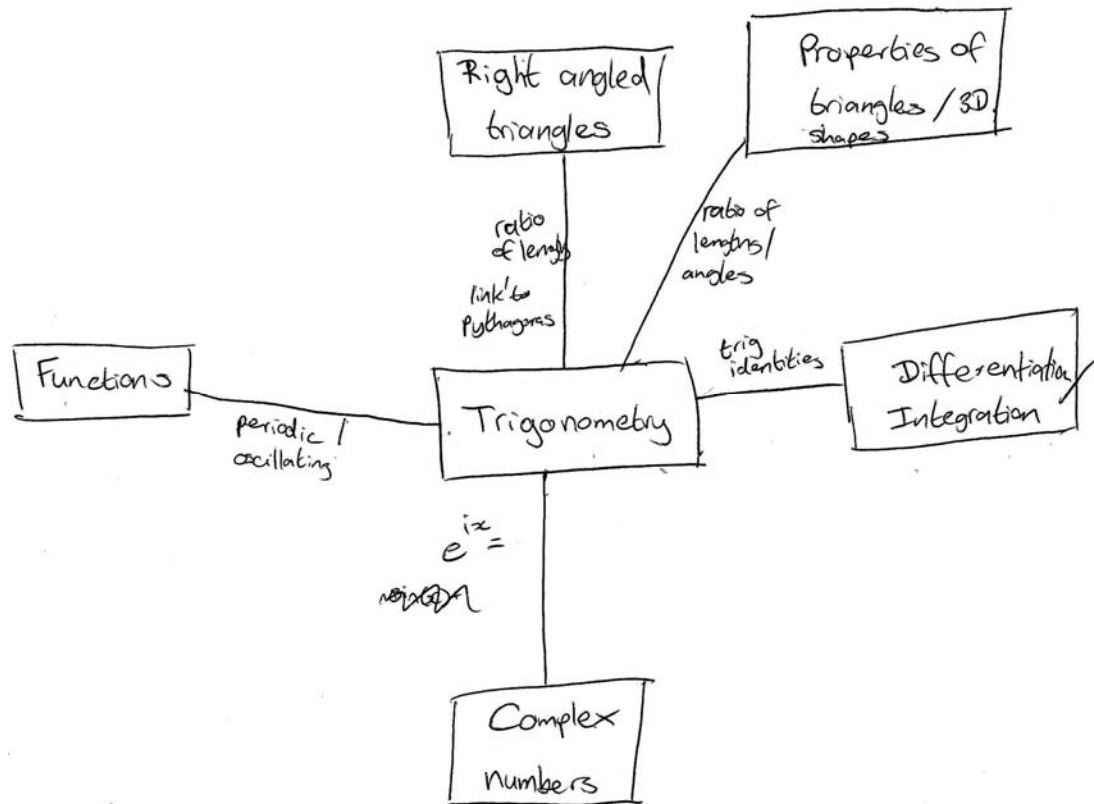 Right angled
triangles
Properties of
triangles / 3D
shapes
ratio
of lengths
link to
pythagoras
ratio of
lengths /
angles
Functions
periodic /
oscillating
Trigonometry
trig
identities
Differentiation /
Integration
e^{ix} =
Complex
numbers